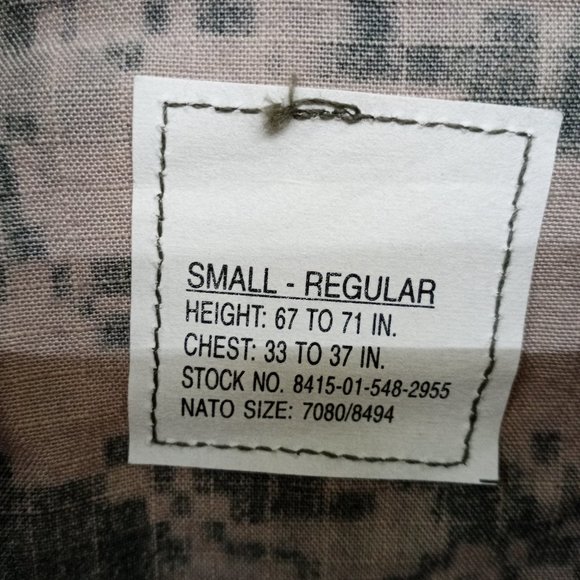 SMALL - REGULAR
HEIGHT: 67 TO 71 IN.
CHEST: 33 TO 37 IN.
STOCK NO. 8415-01-548-2955
NATO SIZE: 7080/8494